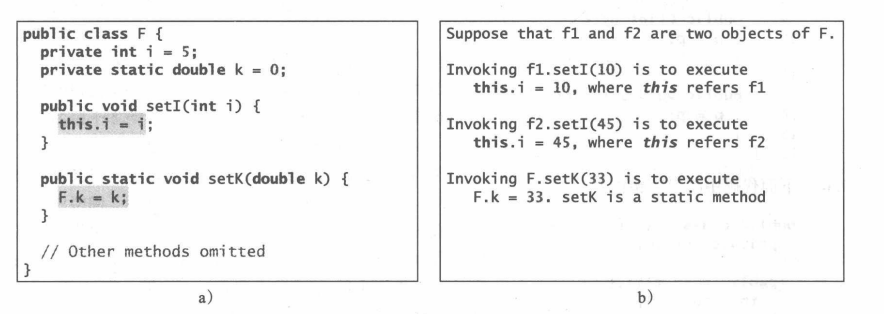 public class F {
private int i = 5;
private static double k = 0;
public void setI(int i) {
this.i = i;
}
public static void setK(double k) {
F.k = k;
}
// Other methods omitted
}
a)
Suppose that f1 and f2 are two objects of F.
Invoking f1.setI(10) is to execute
this.i = 10, where this refers f1
Invoking f2.setI(45) is to execute
this.i = 45, where this refers f2
Invoking F.setK(33) is to execute
F.k = 33. setK is a static method
b)